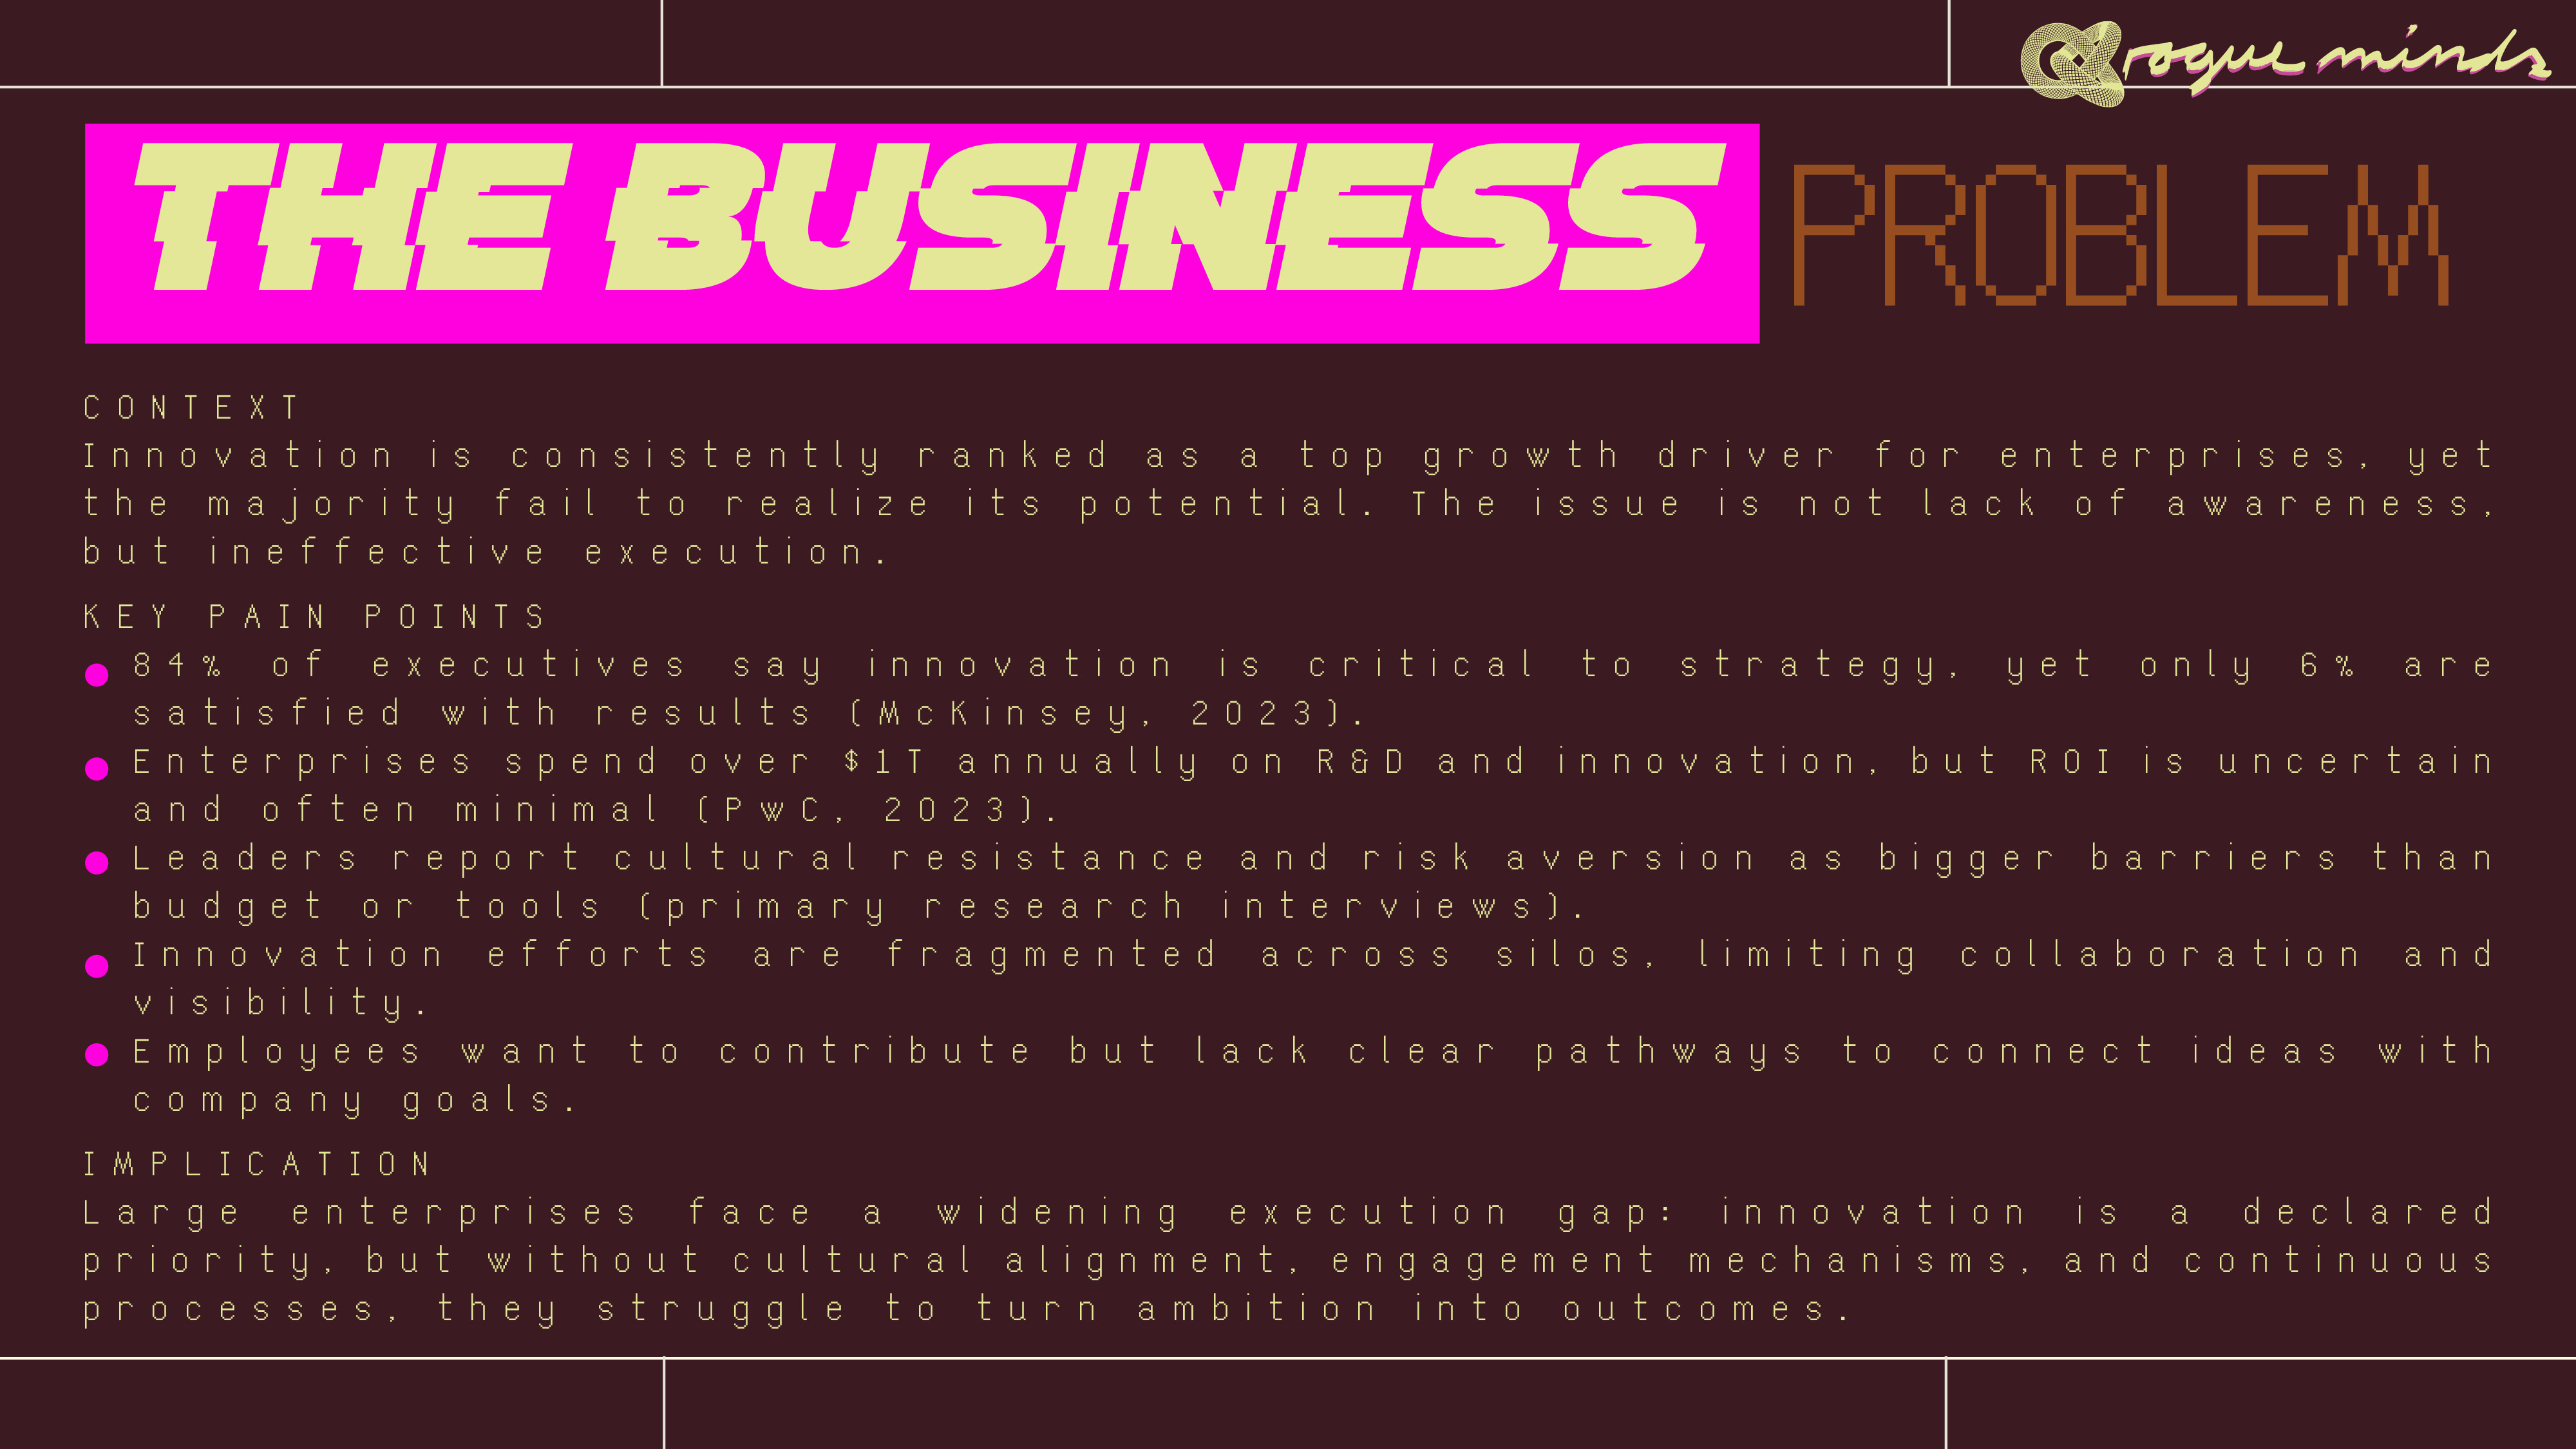 rogue minds
THE BUSINESS PROBLEM
CONTEXT
Innovation is consistently ranked as a top growth driver for enterprises, yet
the majority fail to realize its potential. The issue is not lack of awareness,
but ineffective execution.
KEY PAIN POINTS
84% of executives say innovation is critical to strategy, yet only 6% are
satisfied with results (McKinsey, 2023).
Enterprises spend over $1T annually on R&D and innovation, but ROI is uncertain
and often minimal (PwC, 2023).
Leaders report cultural resistance and risk aversion as bigger barriers than
budget or tools (primary research interviews).
Innovation efforts are fragmented across silos, limiting collaboration and
visibility.
Employees want to contribute but lack clear pathways to connect ideas with
company goals.
IMPLICATION
Large enterprises face a widening execution gap: innovation is a declared
priority, but without cultural alignment, engagement mechanisms, and continuous
processes, they struggle to turn ambition into outcomes.